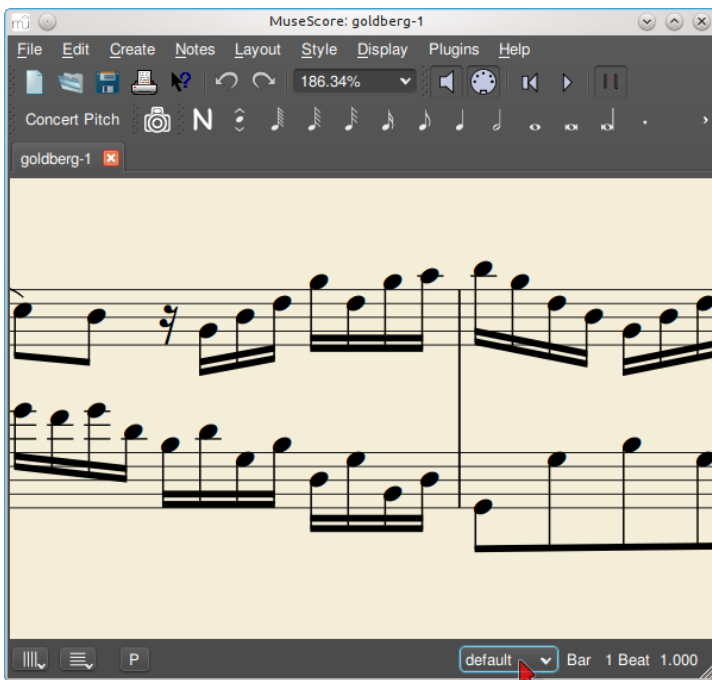 mū MuseScore: goldberg-1
File Edit Create Notes Layout Style Display Plugins Help
186.34%
Concert Pitch N
goldberg-1
P default Bar 1 Beat 1.000